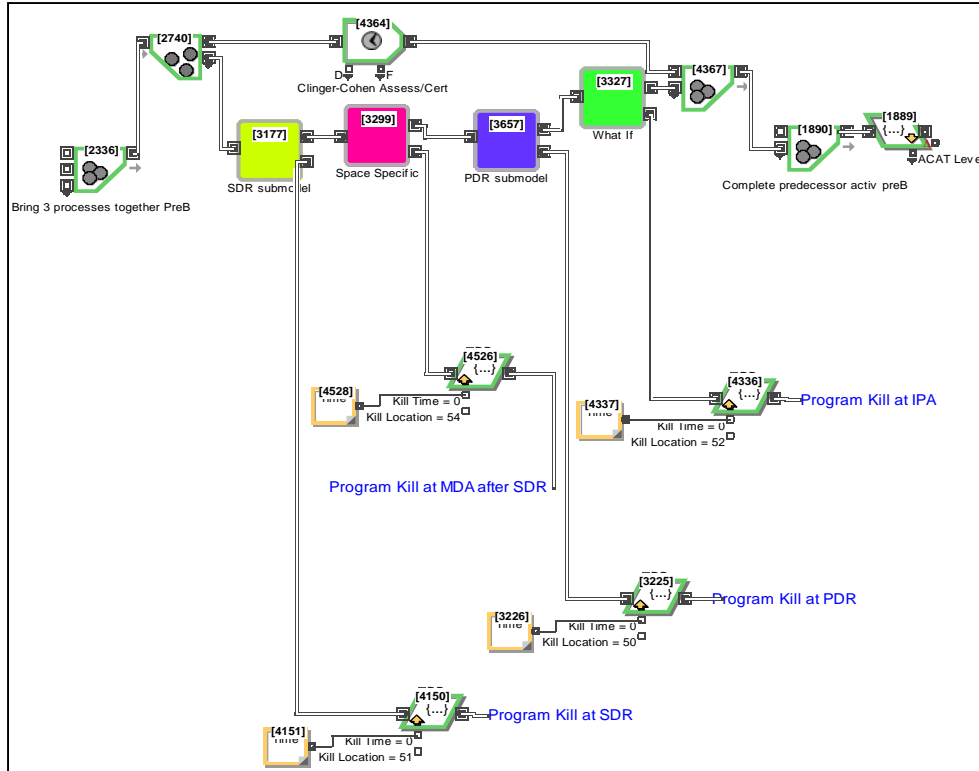 [4364]
[2740]
D F
Clinger-Cohen Assess/Cert
[3327]
[4367]
What If
[3299]
[3657]
[3177]
[1889]
{...}
[1890]
[2336]
SDR submodel
Space Specific
PDR submodel
ACAT Leve
Complete predecessor activ preB
Bring 3 processes together PreB
[4526]
{...}
[4528]
Time
Kill Time = 0
Kill Location = 54
[4336]
{...}
Program Kill at IPA
[4337]
Time
Kill Time = 0
Kill Location = 52
Program Kill at MDA after SDR
[3225]
{...}
Program Kill at PDR
[3226]
Time
Kill Time = 0
Kill Location = 50
[4150]
{...}
Program Kill at SDR
[4151]
Time
Kill Time = 0
Kill Location = 51